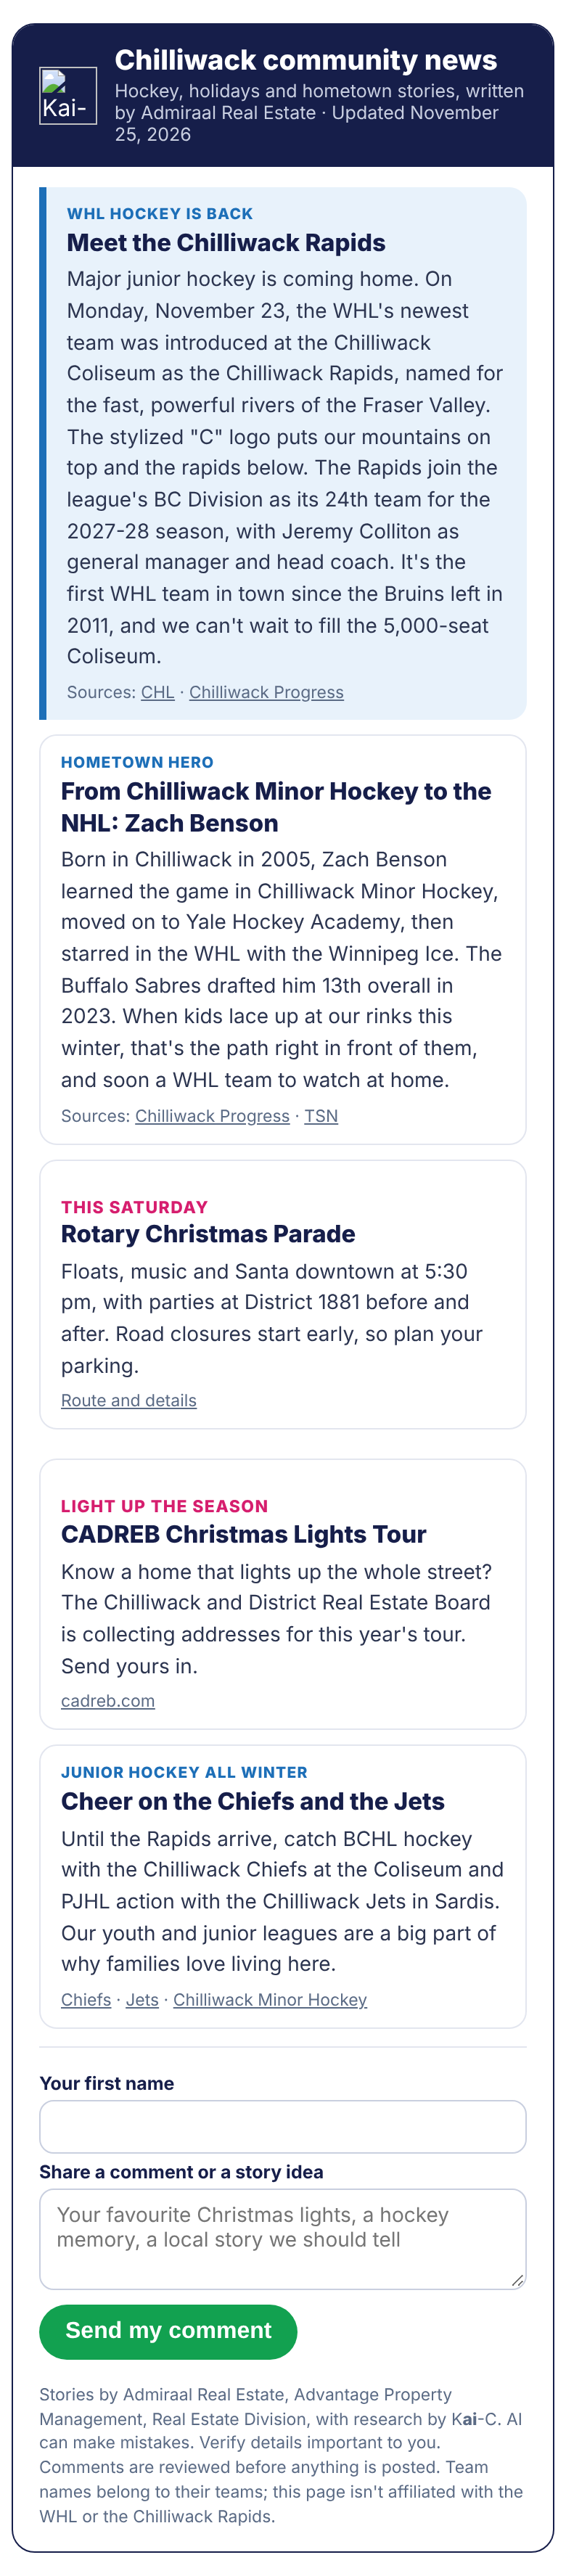 Kai-
Chilliwack community news
Hockey, holidays and hometown stories, written
by Admiraal Real Estate · Updated November
25, 2026
WHL HOCKEY IS BACK
Meet the Chilliwack Rapids
Major junior hockey is coming home. On
Monday, November 23, the WHL's newest
team was introduced at the Chilliwack
Coliseum as the Chilliwack Rapids, named for
the fast, powerful rivers of the Fraser Valley.
The stylized "C" logo puts our mountains on
top and the rapids below. The Rapids join the
league's BC Division as its 24th team for the
2027-28 season, with Jeremy Colliton as
general manager and head coach. It's the
first WHL team in town since the Bruins left in
2011, and we can't wait to fill the 5,000-seat
Coliseum.
Sources: CHL · Chilliwack Progress
HOMETOWN HERO
From Chilliwack Minor Hockey to the
NHL: Zach Benson
Born in Chilliwack in 2005, Zach Benson
learned the game in Chilliwack Minor Hockey,
moved on to Yale Hockey Academy, then
starred in the WHL with the Winnipeg Ice. The
Buffalo Sabres drafted him 13th overall in
2023. When kids lace up at our rinks this
winter, that's the path right in front of them,
and soon a WHL team to watch at home.
Sources: Chilliwack Progress · TSN
THIS SATURDAY
Rotary Christmas Parade
Floats, music and Santa downtown at 5:30
pm, with parties at District 1881 before and
after. Road closures start early, so plan your
parking.
Route and details
LIGHT UP THE SEASON
CADREB Christmas Lights Tour
Know a home that lights up the whole street?
The Chilliwack and District Real Estate Board
is collecting addresses for this year's tour.
Send yours in.
cadreb.com
JUNIOR HOCKEY ALL WINTER
Cheer on the Chiefs and the Jets
Until the Rapids arrive, catch BCHL hockey
with the Chilliwack Chiefs at the Coliseum and
PJHL action with the Chilliwack Jets in Sardis.
Our youth and junior leagues are a big part of
why families love living here.
Chiefs · Jets · Chilliwack Minor Hockey
Your first name
Share a comment or a story idea
Your favourite Christmas lights, a hockey
memory, a local story we should tell
Send my comment
Stories by Admiraal Real Estate, Advantage Property
Management, Real Estate Division, with research by Kai-C. AI
can make mistakes. Verify details important to you.
Comments are reviewed before anything is posted. Team
names belong to their teams; this page isn't affiliated with the
WHL or the Chilliwack Rapids.